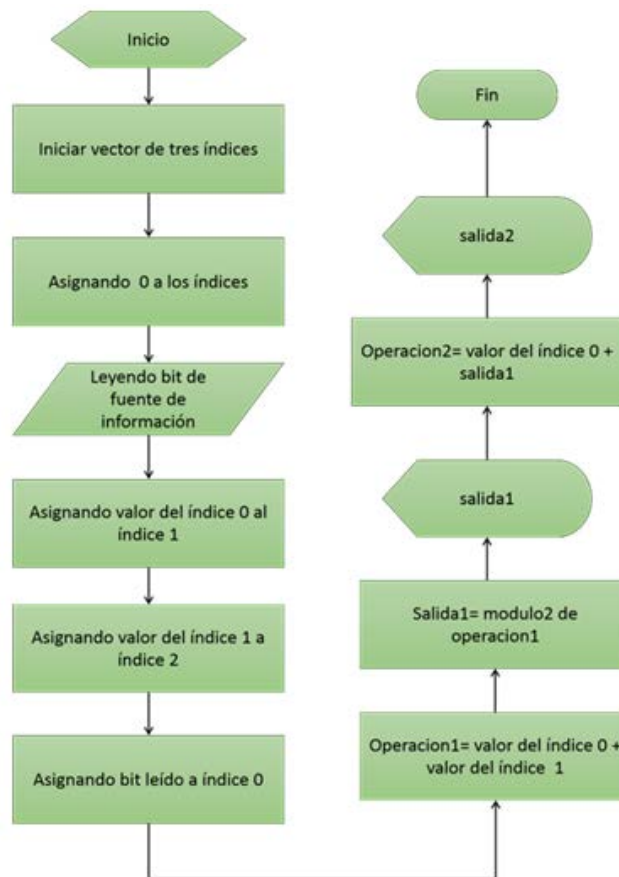 Inicio
Iniciar vector de tres índices
Asignando 0 a los índices
Leyendo bit de
fuente de
información
Asignando valor del índice 0 al
índice 1
Asignando valor del índice 1 a
índice 2
Asignando bit leído a índice 0
Operacion1= valor del índice 0 +
valor del índice 1
Salida1= modulo2 de
operacion1
salida1
Operacion2= valor del índice 0 +
salida1
salida2
Fin